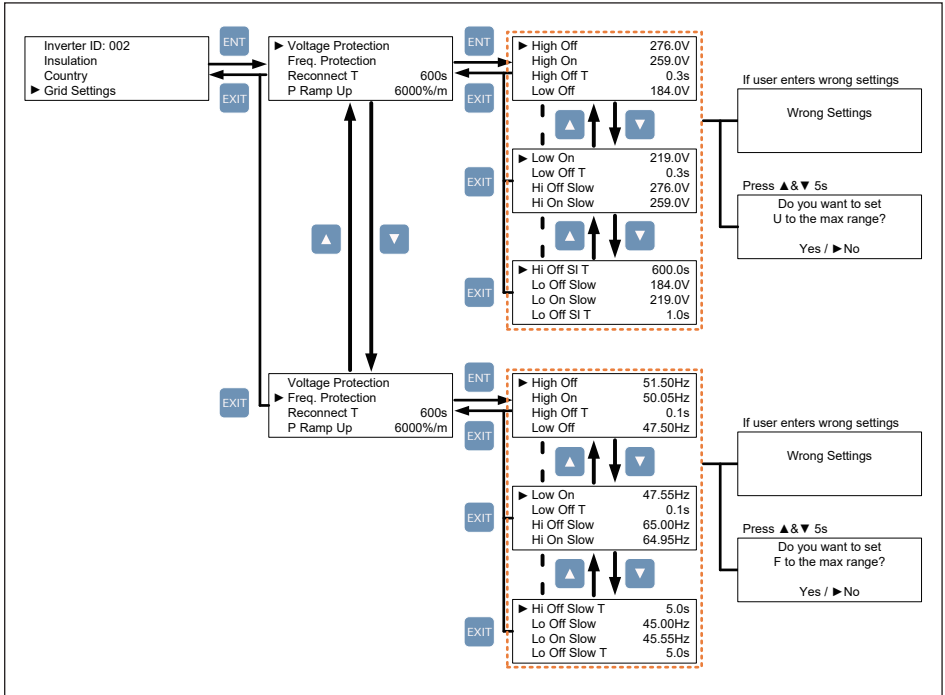 Inverter ID: 002
Insulation
Country
▶ Grid Settings
ENT
EXIT
▶ Voltage Protection
Freq. Protection
Reconnect T 600s
P Ramp Up 6000%/m
ENT
EXIT
▶ High Off 276.0V
High On 259.0V
High Off T 0.3s
Low Off 184.0V
▲ ▼
EXIT
▶ Low On 219.0V
Low Off T 0.3s
Hi Off Slow 276.0V
Hi On Slow 259.0V
▲ ▼
EXIT
▶ Hi Off Sl T 600.0s
Lo Off Slow 184.0V
Lo On Slow 219.0V
Lo Off Sl T 1.0s
If user enters wrong settings
Wrong Settings
Press ▲&▼ 5s
Do you want to set
U to the max range?
Yes / ▶No
▲ ▼
EXIT
Voltage Protection
▶ Freq. Protection
Reconnect T 600s
P Ramp Up 6000%/m
ENT
EXIT
▶ High Off 51.50Hz
High On 50.05Hz
High Off T 0.1s
Low Off 47.50Hz
▲ ▼
EXIT
▶ Low On 47.55Hz
Low Off T 0.1s
Hi Off Slow 65.00Hz
Hi On Slow 64.95Hz
▲ ▼
EXIT
▶ Hi Off Slow T 5.0s
Lo Off Slow 45.00Hz
Lo On Slow 45.55Hz
Lo Off Slow T 5.0s
If user enters wrong settings
Wrong Settings
Press ▲&▼ 5s
Do you want to set
F to the max range?
Yes / ▶No